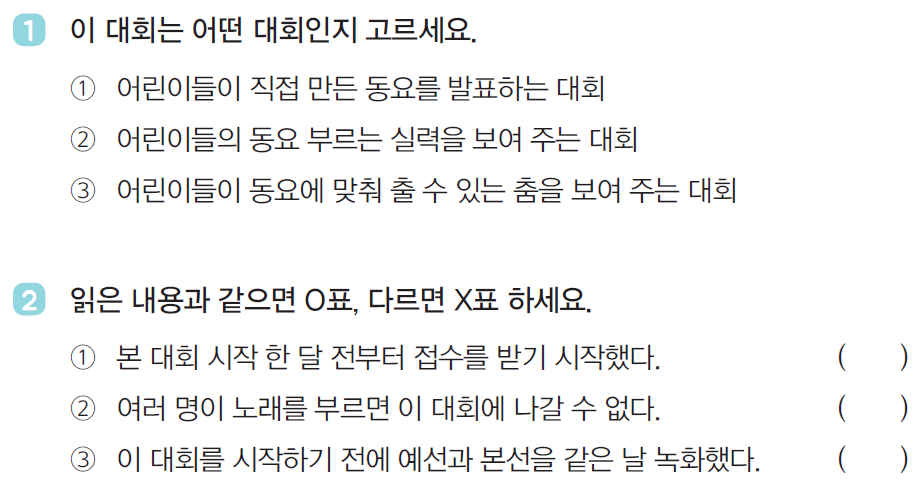 1 이 대회는 어떤 대회인지 고르세요.
① 어린이들이 직접 만든 동요를 발표하는 대회
② 어린이들의 동요 부르는 실력을 보여 주는 대회
③ 어린이들이 동요에 맞춰 출 수 있는 춤을 보여 주는 대회
2 읽은 내용과 같으면 O표, 다르면 X표 하세요.
① 본 대회 시작 한 달 전부터 접수를 받기 시작했다. ( )
② 여러 명이 노래를 부르면 이 대회에 나갈 수 없다. ( )
③ 이 대회를 시작하기 전에 예선과 본선을 같은 날 녹화했다. ( )